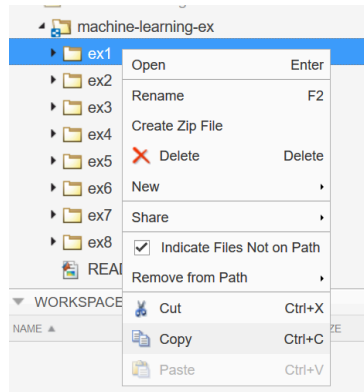 machine-learning-ex
ex1
Open Enter
ex2
Rename F2
ex3
Create Zip File
ex4
Delete Delete
ex5
ex6
New
ex7
Share
ex8
Indicate Files Not on Path
Remove from Path
WORKSPACE
Cut Ctrl+X
NAME
Copy Ctrl+C
Paste Ctrl+V